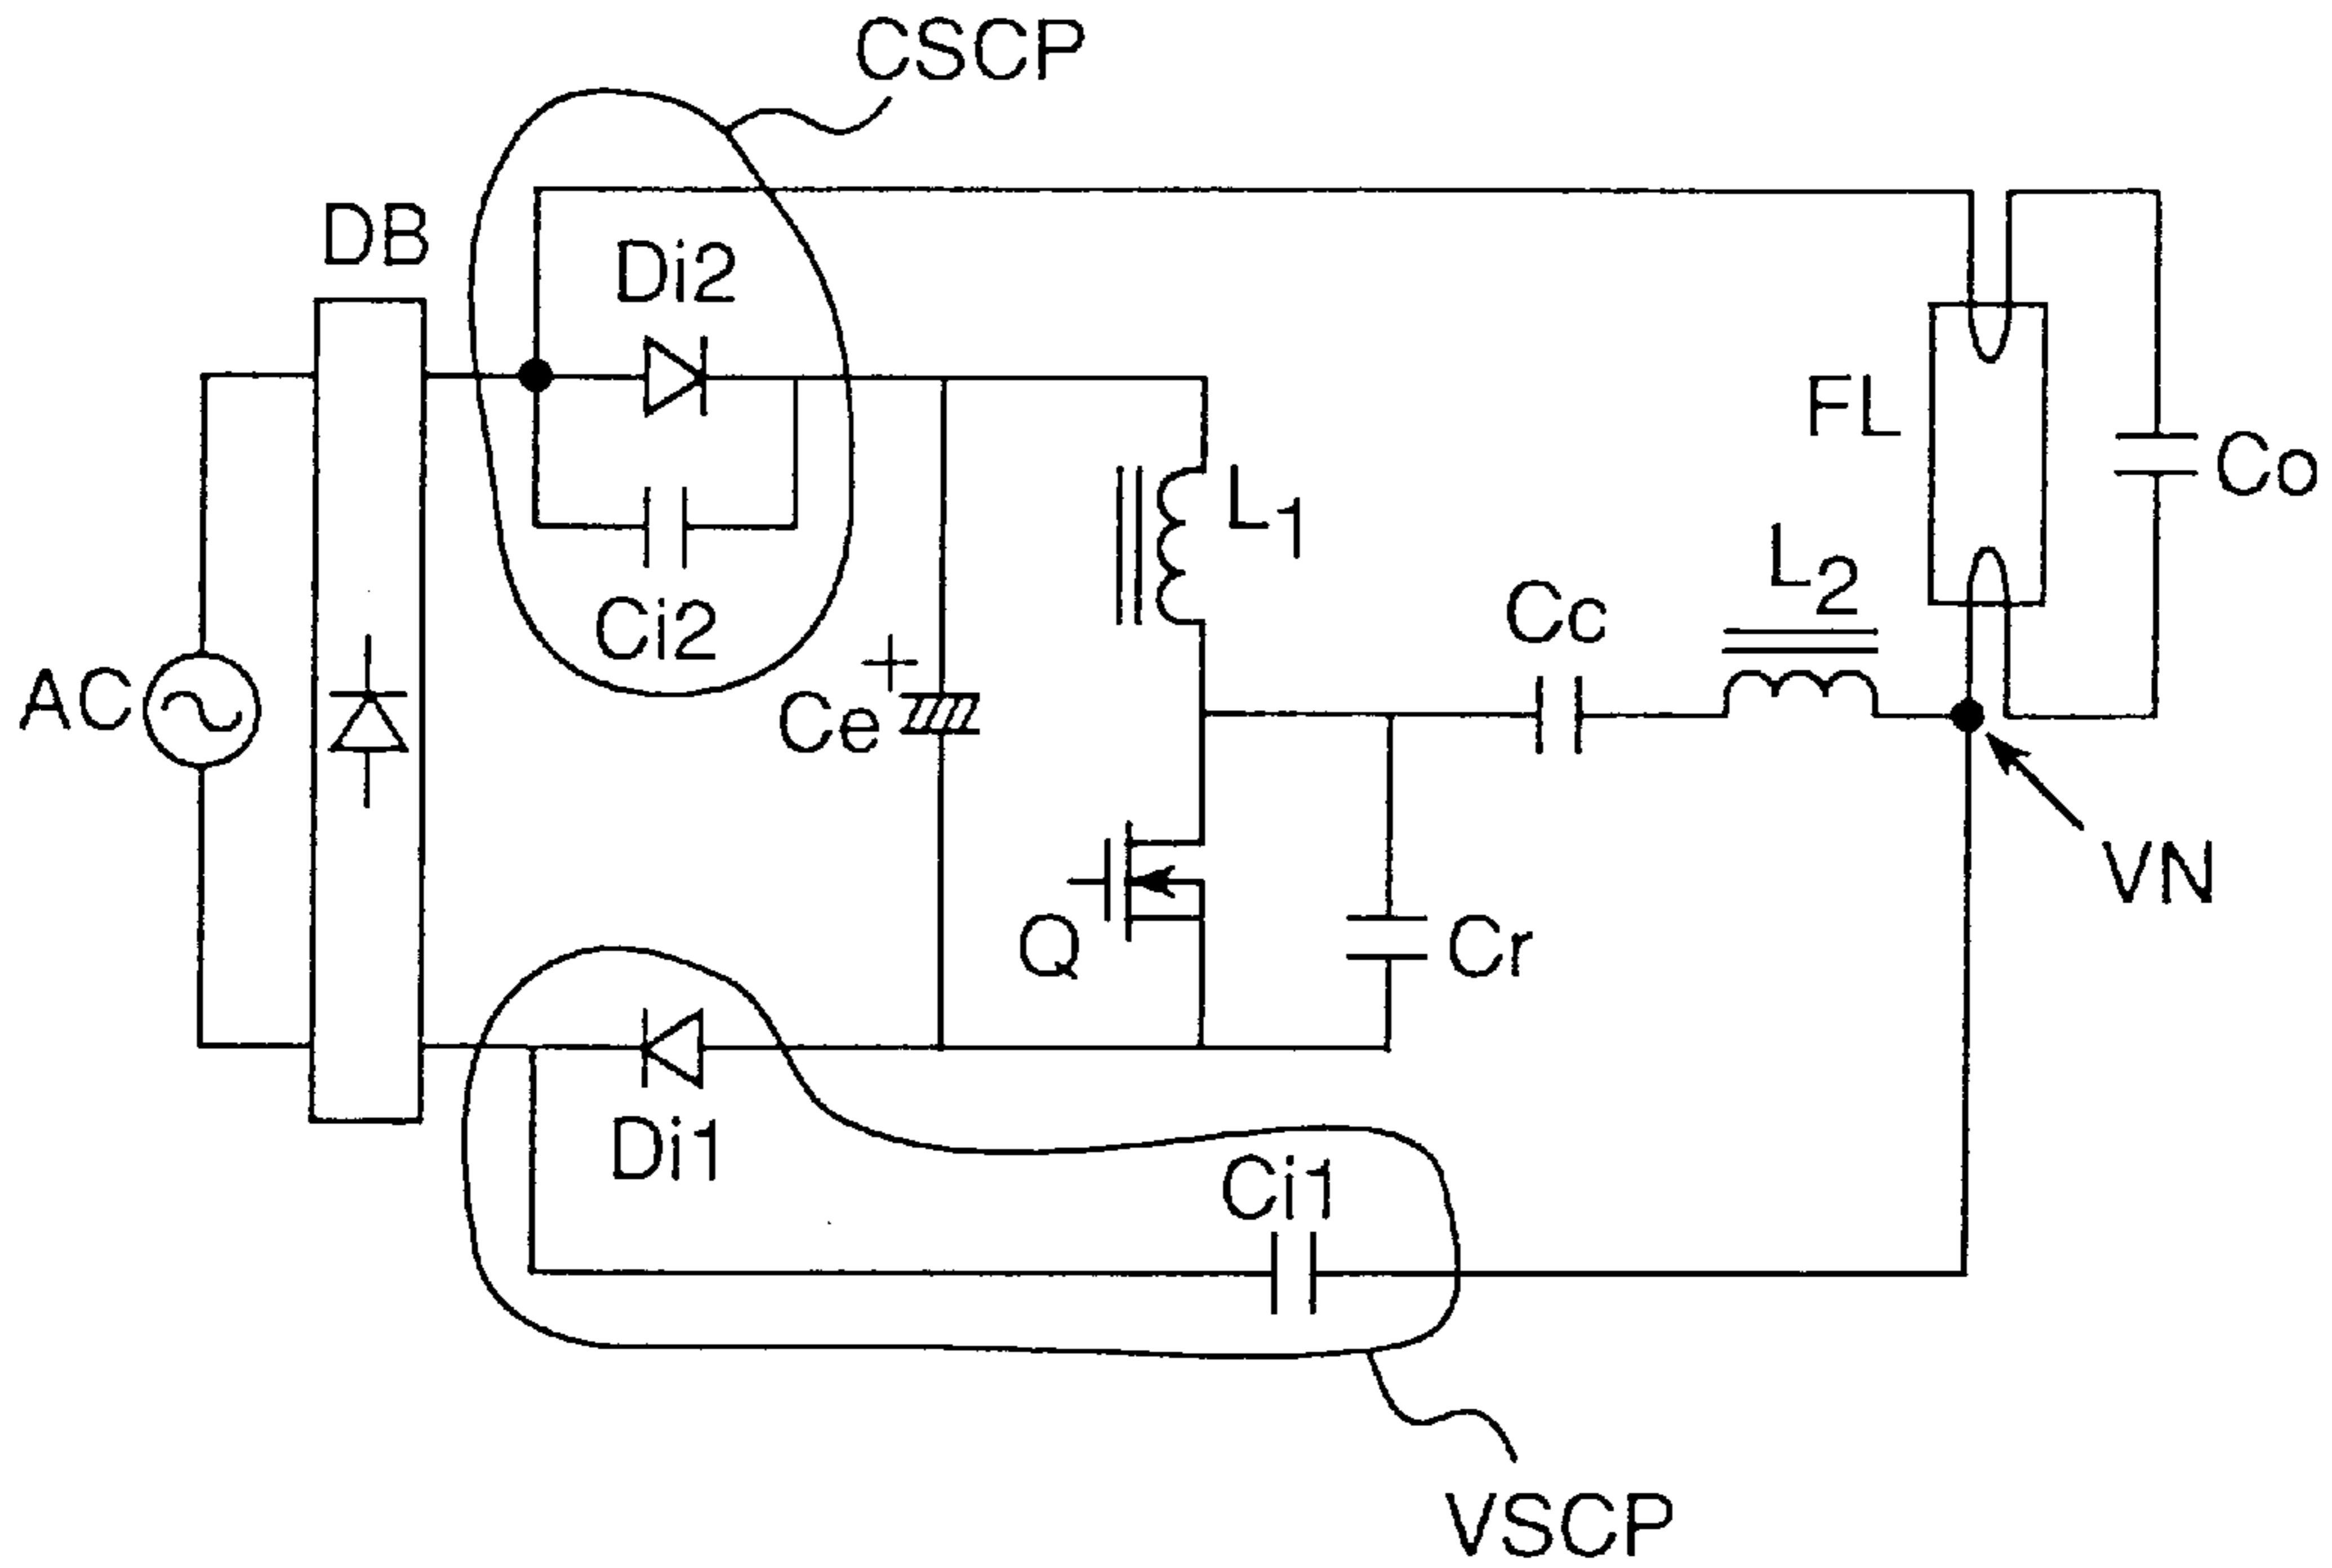 CSCP
DB
Di2
FL
Co
L1
L2
Ci2
Cc
AC
Ce
+
VN
Q
Cr
Di1
Ci1
VSCP